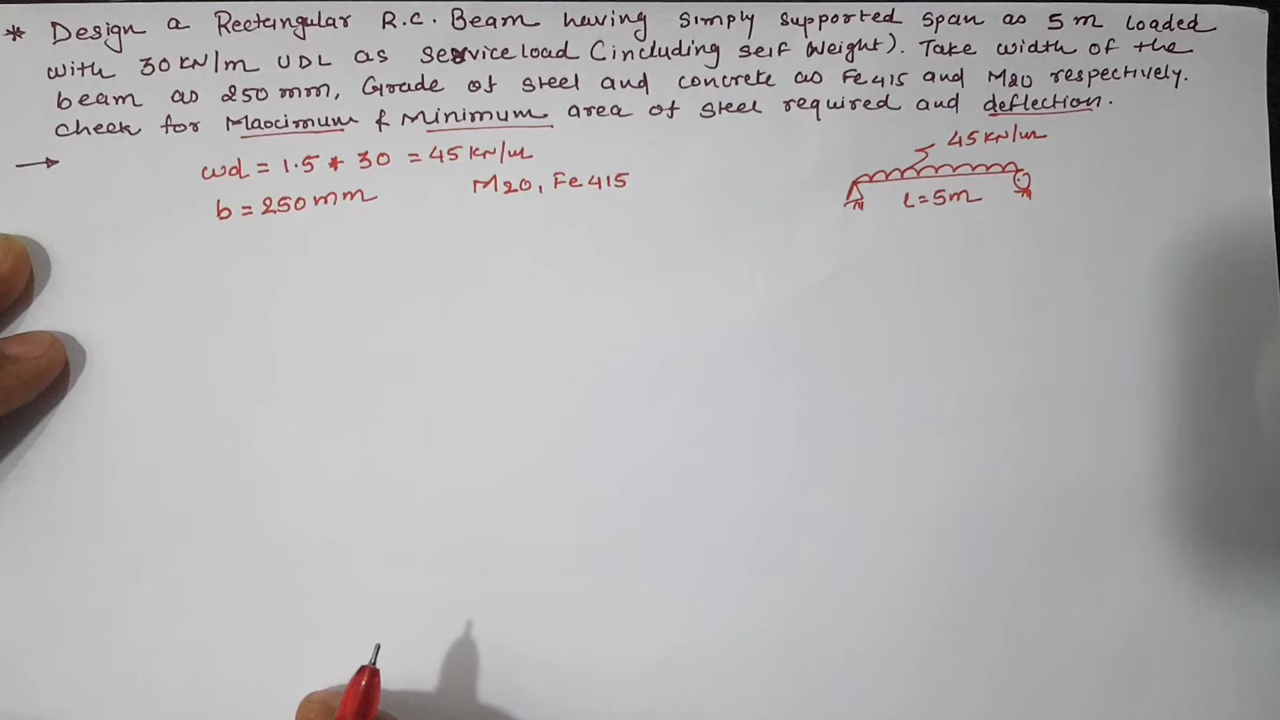 * Design a Rectangular R.C. Beam having simply supported span as 5 m loaded
with 30 KN/m UDL as service load (including self weight). Take width of the
beam as 250 mm, Grade of steel and concrete as Fe415 and M20 respectively.
check for Maximum & Minimum area of steel required and deflection.
→ wd = 1.5 * 30 = 45 KN/m
45 KN/m
b = 250 mm
M20, Fe415
L = 5m